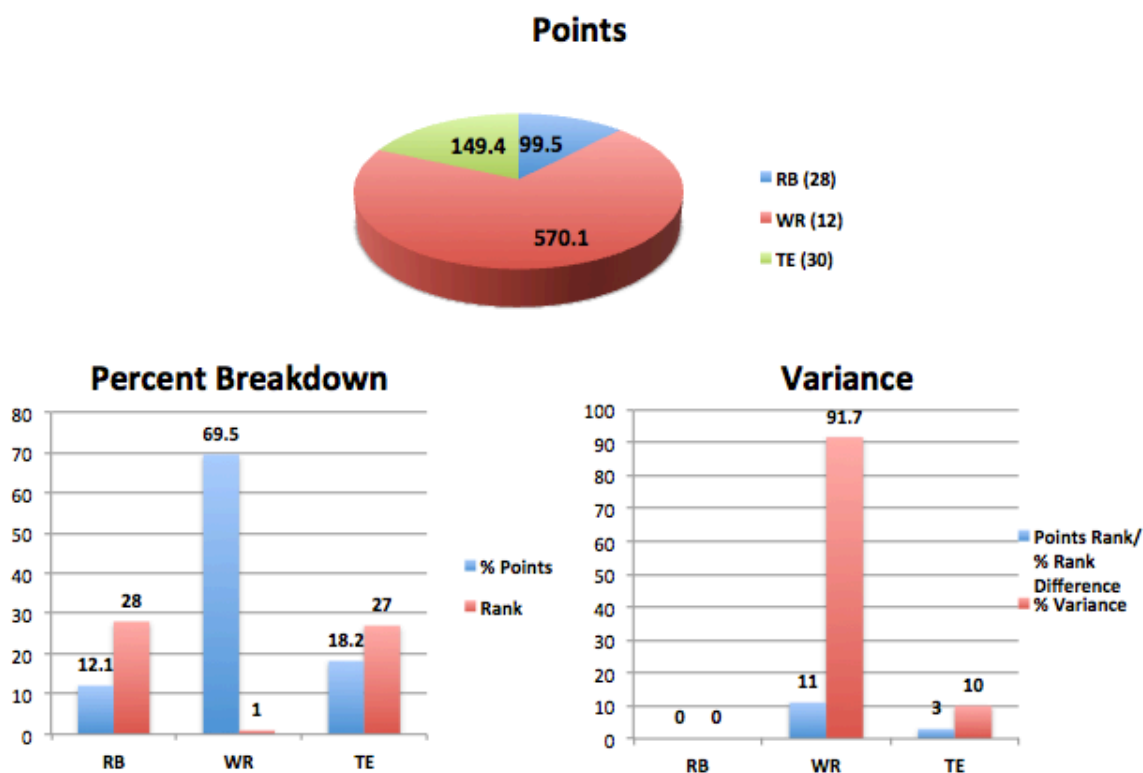 Points
149.4
99.5
570.1
RB (28)
WR (12)
TE (30)
Percent Breakdown
80
70
60
50
40
30
20
10
0
12.1
28
69.5
1
18.2
27
RB
WR
TE
% Points
Rank
Variance
100
90
80
70
60
50
40
30
20
10
0
0
0
11
91.7
3
10
RB
WR
TE
Points Rank/
% Rank
Difference
% Variance